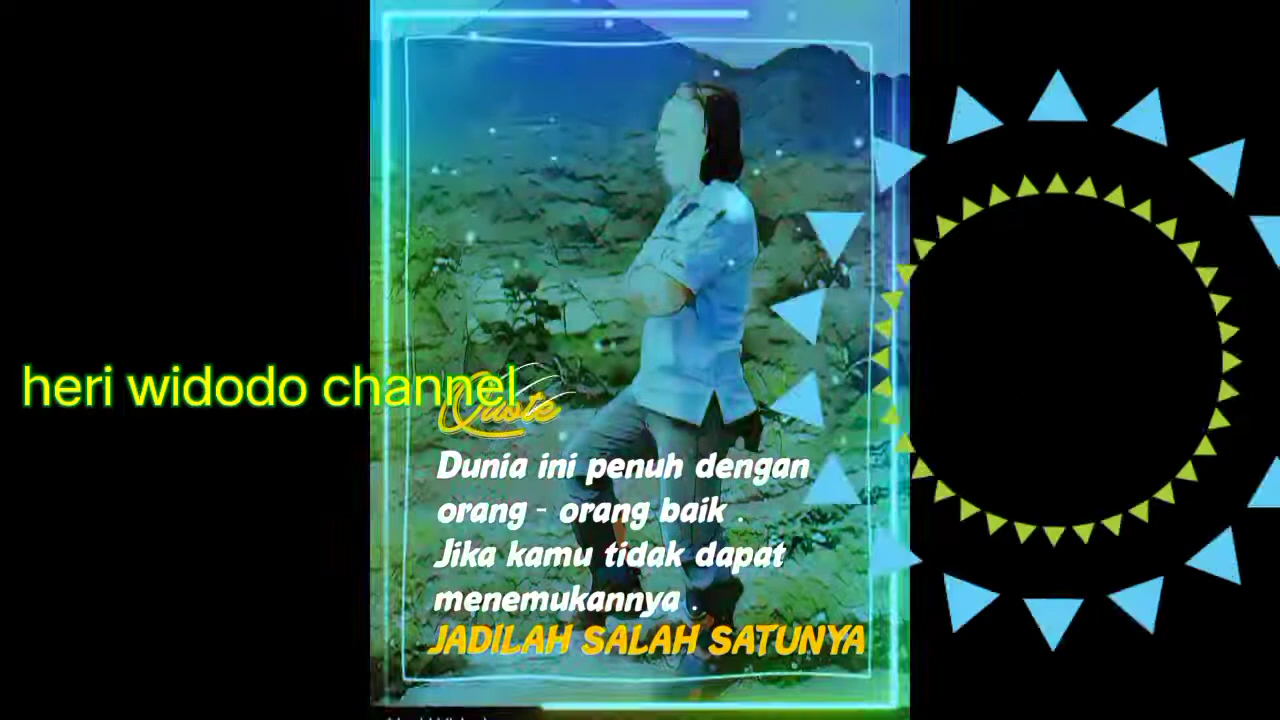 heri widodo channel
Quote
Dunia ini penuh dengan
orang - orang baik .
Jika kamu tidak dapat
menemukannya .
JADILAH SALAH SATUNYA